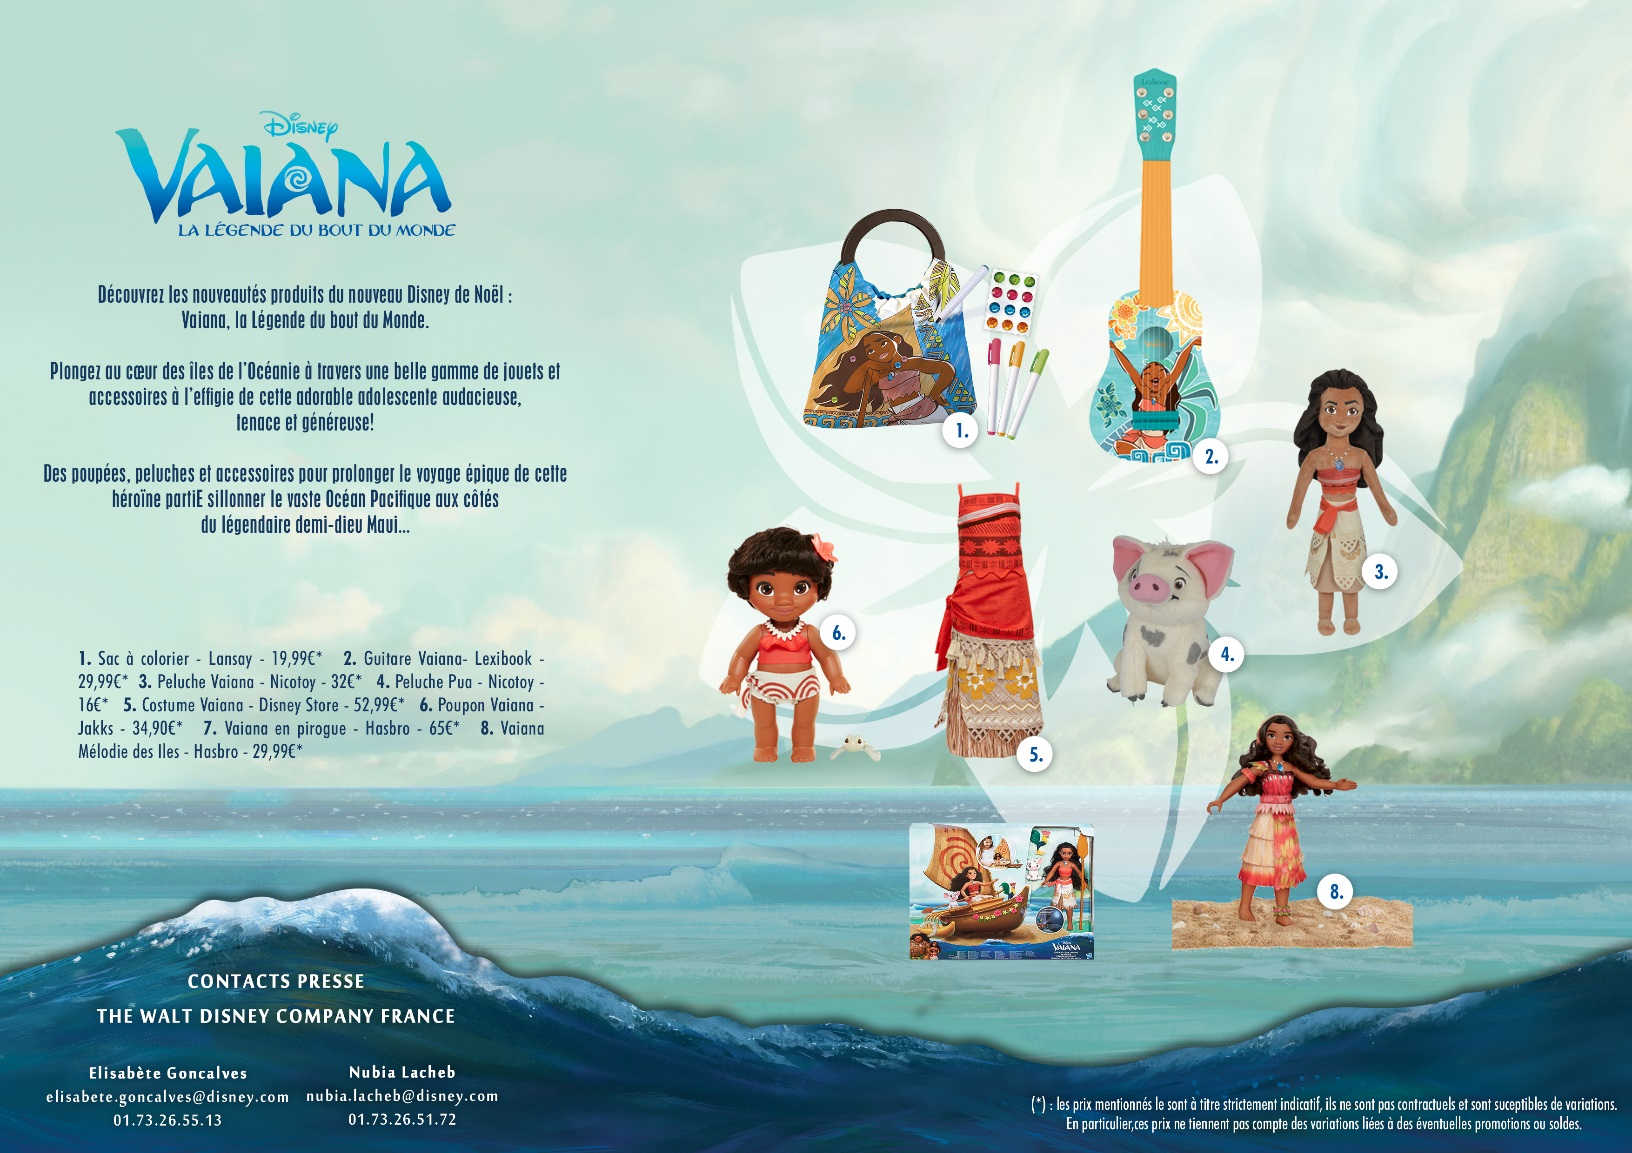 Disney
VAIANA
LA LÉGENDE DU BOUT DU MONDE
Découvrez les nouveautés produits du nouveau Disney de Noël :
Vaiana, la Légende du bout du Monde.
Plongez au cœur des îles de l'Océanie à travers une belle gamme de jouets et
accessoires à l'effigie de cette adorable adolescente audacieuse,
tenace et généreuse!
Des poupées, peluches et accessoires pour prolonger le voyage épique de cette
héroïne partiE sillonner le vaste Océan Pacifique aux côtés
du légendaire demi-dieu Maui...
1. Sac à colorier - Lansay - 19,99€* 2. Guitare Vaiana- Lexibook -
29,99€* 3. Peluche Vaiana - Nicotoy - 32€* 4. Peluche Pua - Nicotoy -
16€* 5. Costume Vaiana - Disney Store - 52,99€* 6. Poupon Vaiana -
Jakks - 34,90€* 7. Vaiana en pirogue - Hasbro - 65€* 8. Vaiana
Mélodie des Iles - Hasbro - 29,99€*
Lexibook
1.
2.
3.
4.
5.
6.
8.
VAIANA
CONTACTS PRESSE
THE WALT DISNEY COMPANY FRANCE
Elisabète Goncalves
elisabete.goncalves@disney.com
01.73.26.55.13
Nubia Lacheb
nubia.lacheb@disney.com
01.73.26.51.72
(*) : les prix mentionnés le sont à titre strictement indicatif, ils ne sont pas contractuels et sont suceptibles de variations.
En particulier,ces prix ne tiennent pas compte des variations liées à des éventuelles promotions ou soldes.